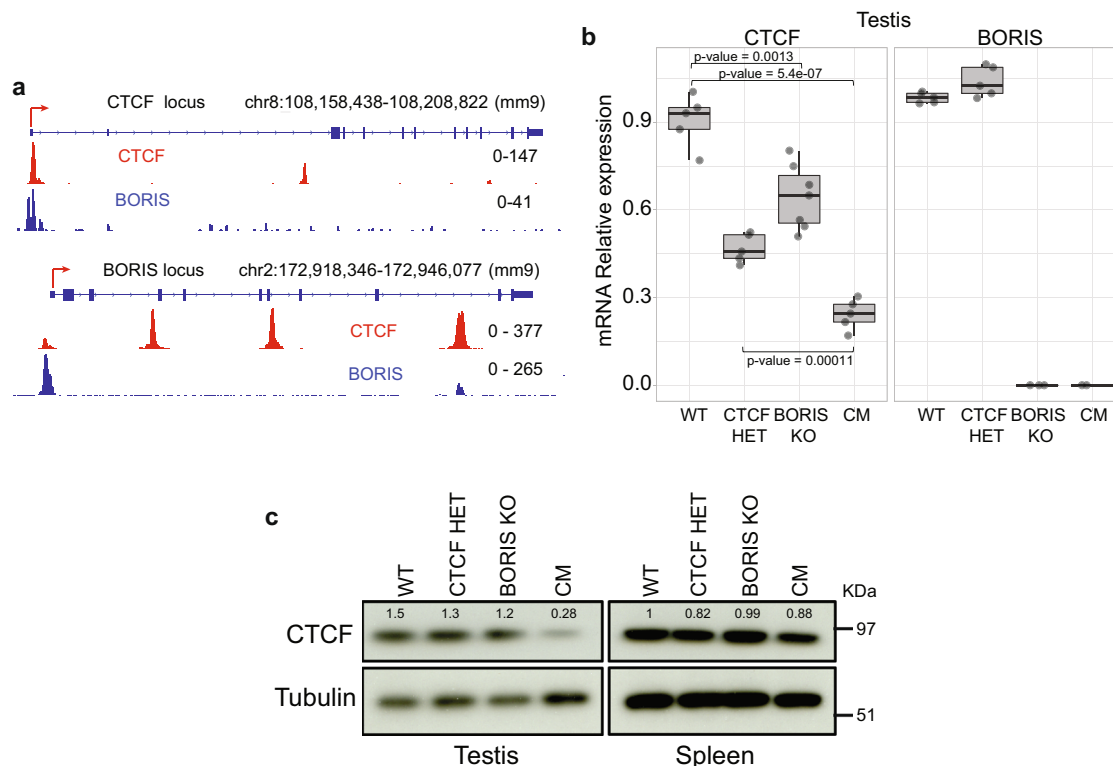 a
CTCF locus chr8:108,158,438-108,208,822 (mm9)
CTCF 0-147
BORIS 0-41
BORIS locus chr2:172,918,346-172,946,077 (mm9)
CTCF 0 - 377
BORIS 0 - 265
b
Testis
CTCF BORIS
mRNA Relative expression
0.9
0.6
0.3
0.0
p-value = 0.0013
p-value = 5.4e-07
p-value = 0.00011
WT CTCF HET BORIS KO CM
WT CTCF HET BORIS KO CM
c
WT CTCF HET BORIS KO CM WT CTCF HET BORIS KO CM
KDa
1.5 1.3 1.2 0.28 1 0.82 0.99 0.88
CTCF 97
Tubulin 51
Testis Spleen